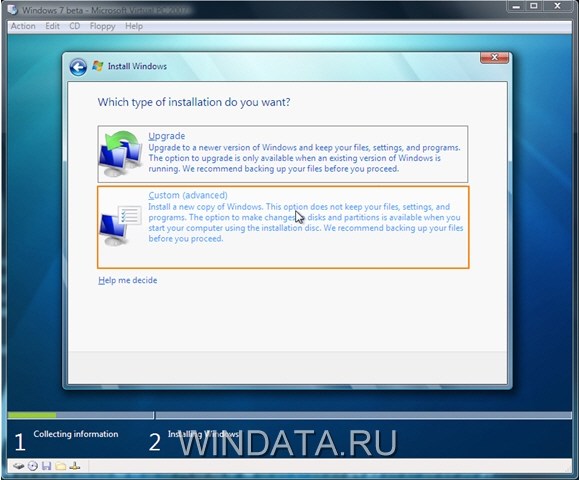 Windows 7 beta - Microsoft Virtual PC 2007
Action Edit CD Floppy Help
Install Windows
Which type of installation do you want?
Upgrade
Upgrade to a newer version of Windows and keep your files, settings, and programs.
The option to upgrade is only available when an existing version of Windows is
running. We recommend backing up your files before you proceed.
Custom (advanced)
Install a new copy of Windows. This option does not keep your files, settings, and
programs. The option to make changes disks and partitions is available when you
start your computer using the installation disc. We recommend backing up your files
before you proceed.
Help me decide
1 Collecting information 2 Installing Windows
WINDATA.RU